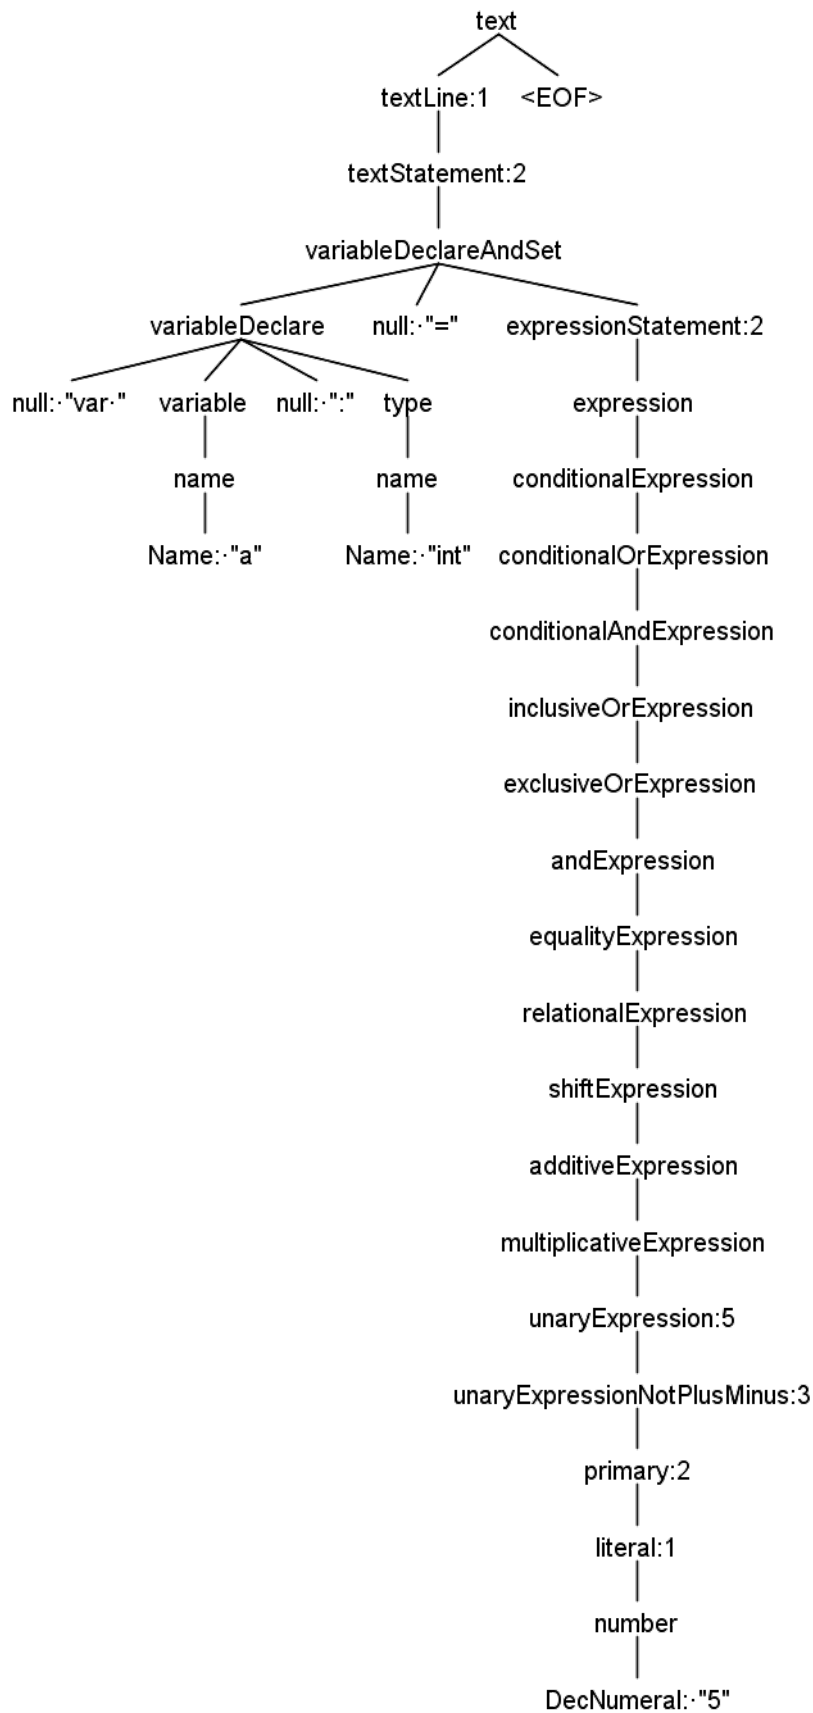 text
textLine:1 <EOF>
textStatement:2
variableDeclareAndSet
variableDeclare null:·"=" expressionStatement:2
null:·"var·" variable null:·":" type expression
name name conditionalExpression
Name:·"a" Name:·"int" conditionalOrExpression
conditionalAndExpression
inclusiveOrExpression
exclusiveOrExpression
andExpression
equalityExpression
relationalExpression
shiftExpression
additiveExpression
multiplicativeExpression
unaryExpression:5
unaryExpressionNotPlusMinus:3
primary:2
literal:1
number
DecNumeral:·"5"